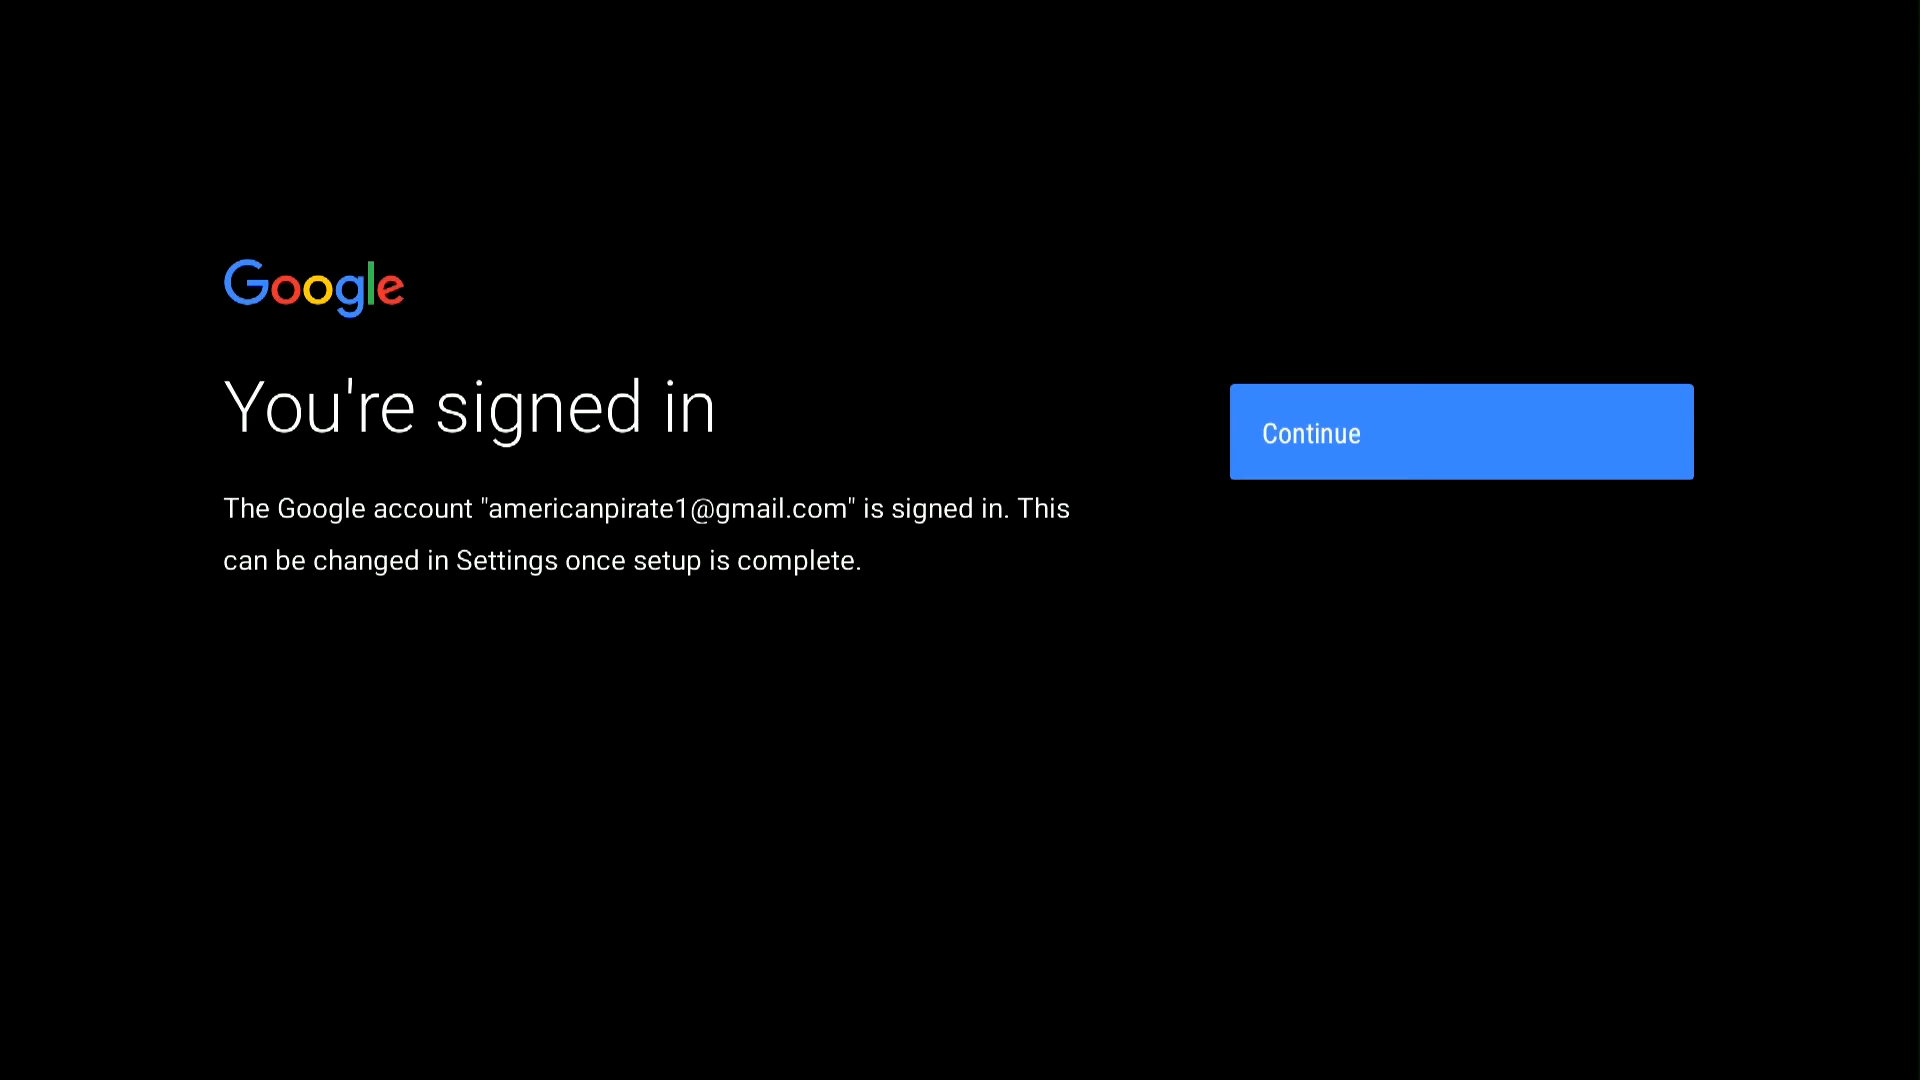 Google
You're signed in
Continue
The Google account "americanpirate1@gmail.com" is signed in. This
can be changed in Settings once setup is complete.